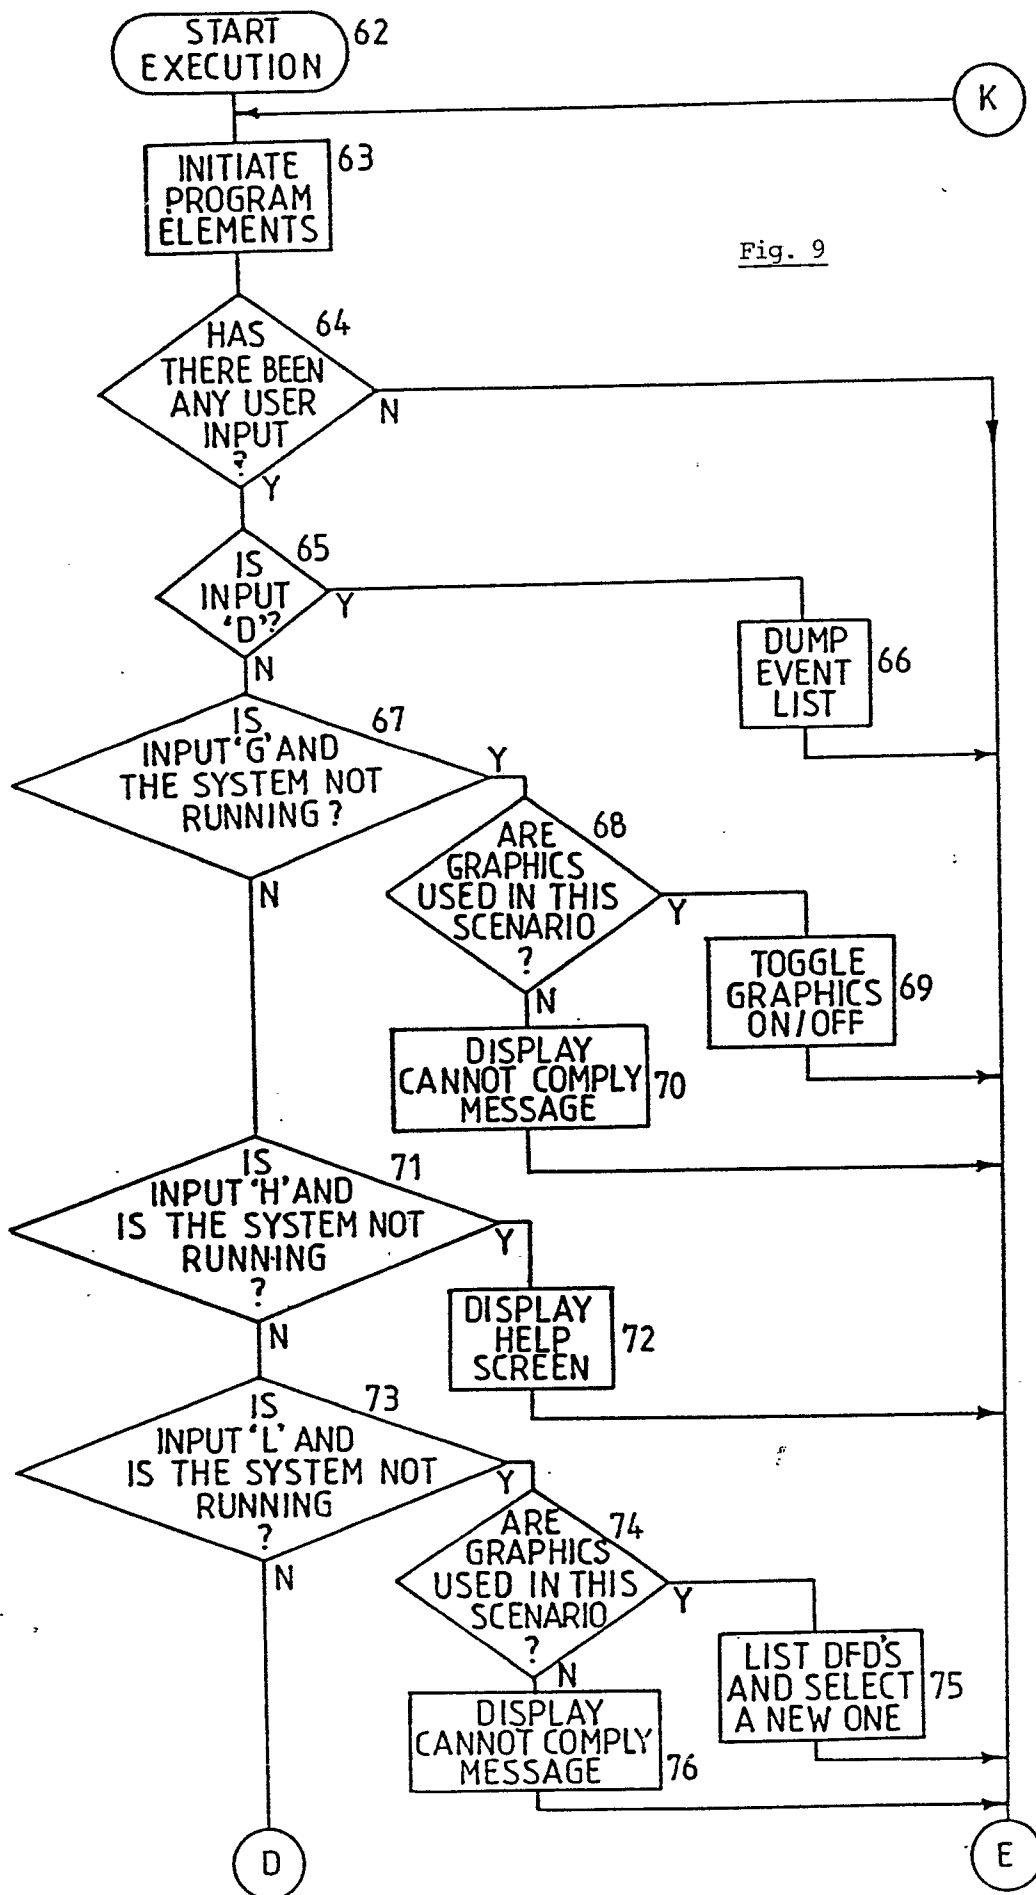 START
EXECUTION
62
K
INITIATE
PROGRAM
ELEMENTS
63
Fig. 9
HAS
THERE BEEN
ANY USER
INPUT
?
64
N
Y
IS
INPUT
'D'?
65
Y
N
DUMP
EVENT
LIST
66
IS
INPUT 'G' AND
THE SYSTEM NOT
RUNNING ?
67
Y
N
ARE
GRAPHICS
USED IN THIS
SCENARIO
?
68
Y
N
TOGGLE
GRAPHICS
ON/OFF
69
DISPLAY
CANNOT COMPLY
MESSAGE
70
IS
INPUT 'H' AND
IS THE SYSTEM NOT
RUNNING
?
71
Y
N
DISPLAY
HELP
SCREEN
72
IS
INPUT 'L' AND
IS THE SYSTEM NOT
RUNNING
?
73
Y
N
ARE
GRAPHICS
USED IN THIS
SCENARIO
?
74
Y
N
LIST DFD'S
AND SELECT
A NEW ONE
75
DISPLAY
CANNOT COMPLY
MESSAGE
76
D
E